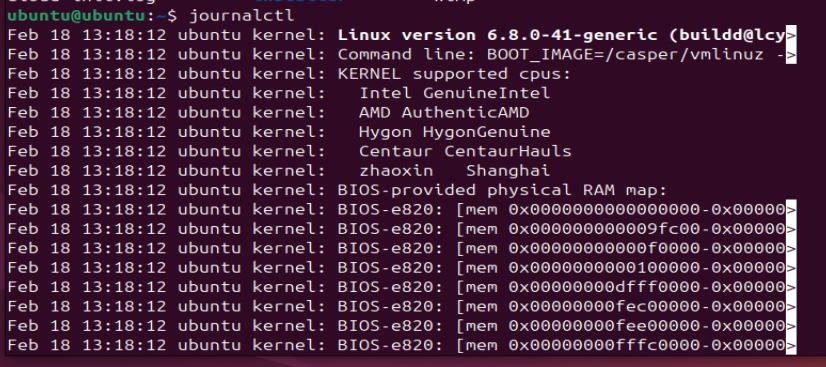 ubuntu@ubuntu:~$ journalctl
Feb 18 13:18:12 ubuntu kernel: Linux version 6.8.0-41-generic (buildd@lcy>
Feb 18 13:18:12 ubuntu kernel: Command line: BOOT_IMAGE=/casper/vmlinuz ->
Feb 18 13:18:12 ubuntu kernel: KERNEL supported cpus:
Feb 18 13:18:12 ubuntu kernel:   Intel GenuineIntel
Feb 18 13:18:12 ubuntu kernel:   AMD AuthenticAMD
Feb 18 13:18:12 ubuntu kernel:   Hygon HygonGenuine
Feb 18 13:18:12 ubuntu kernel:   Centaur CentaurHauls
Feb 18 13:18:12 ubuntu kernel:   zhaoxin   Shanghai
Feb 18 13:18:12 ubuntu kernel: BIOS-provided physical RAM map:
Feb 18 13:18:12 ubuntu kernel: BIOS-e820: [mem 0x0000000000000000-0x00000>
Feb 18 13:18:12 ubuntu kernel: BIOS-e820: [mem 0x000000000009fc00-0x00000>
Feb 18 13:18:12 ubuntu kernel: BIOS-e820: [mem 0x00000000000f0000-0x00000>
Feb 18 13:18:12 ubuntu kernel: BIOS-e820: [mem 0x0000000000100000-0x00000>
Feb 18 13:18:12 ubuntu kernel: BIOS-e820: [mem 0x00000000dfff0000-0x00000>
Feb 18 13:18:12 ubuntu kernel: BIOS-e820: [mem 0x00000000fec00000-0x00000>
Feb 18 13:18:12 ubuntu kernel: BIOS-e820: [mem 0x00000000fee00000-0x00000>
Feb 18 13:18:12 ubuntu kernel: BIOS-e820: [mem 0x00000000fffc0000-0x00000>